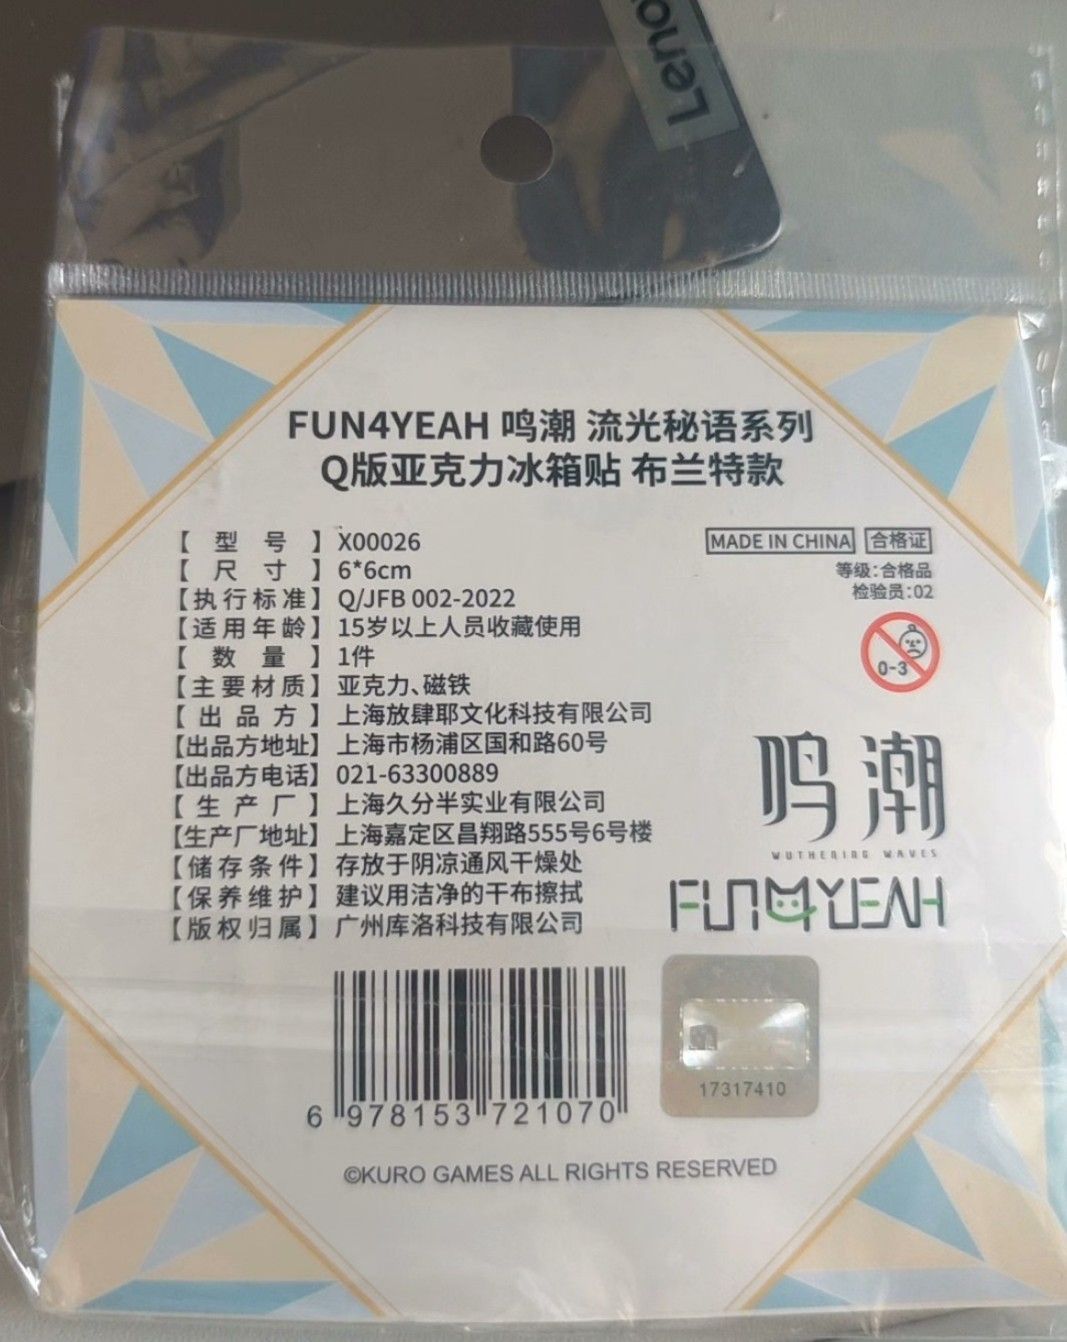 Lenovo
FUN4YEAH 鸣潮 流光秘语系列
Q版亚克力冰箱贴 布兰特款
【型号】X00026
【尺寸】6*6cm
【执行标准】Q/JFB 002-2022
【适用年龄】15岁以上人员收藏使用
【数量】1件
【主要材质】亚克力、磁铁
【出品方】上海放肆耶文化科技有限公司
【出品方地址】上海市杨浦区国和路60号
【出品方电话】021-63300889
【生产厂】上海久分半实业有限公司
【生产厂地址】上海嘉定区昌翔路555号6号楼
【储存条件】存放于阴凉通风干燥处
【保养维护】建议用洁净的干布擦拭
【版权归属】广州库洛科技有限公司
MADE IN CHINA 合格证
等级:合格品
检验员:02
0-3
鸣潮
WUTHERING WAVES
FUN4YEAH
6 978153 721070
17317410
©KURO GAMES ALL RIGHTS RESERVED